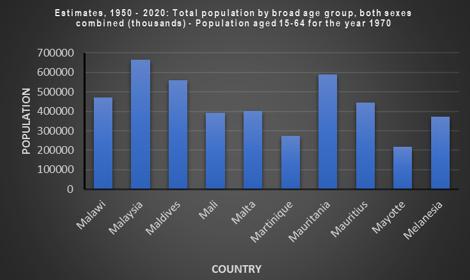 Estimates, 1950 - 2020: Total population by broad age group, both sexes
combined (thousands) - Population aged 15-64 for the year 1970
700000
600000
500000
400000
300000
200000
100000
0
POPULATION
Malawi
Malaysia
Maldives
Mali
Malta
Martinique
Mauritania
Mauritius
Mayotte
Melanesia
COUNTRY